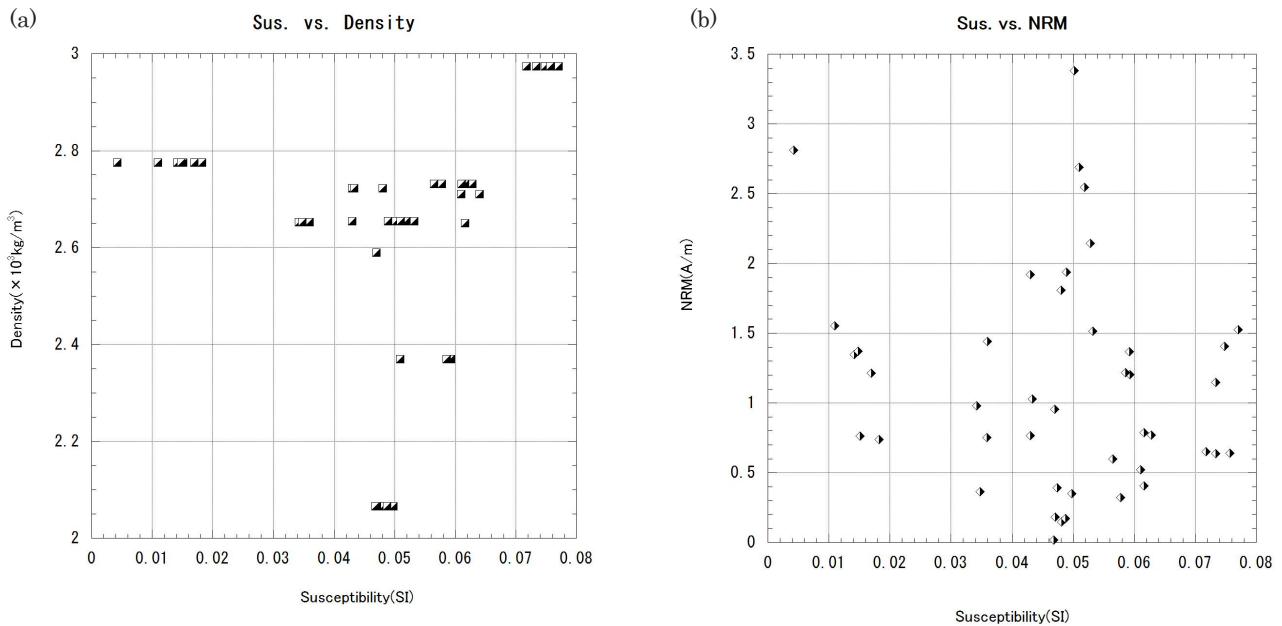 (a)
Sus. vs. Density
3
2.8
2.6
2.4
2.2
2
Density(×10³kg/m³)
0 0.01 0.02 0.03 0.04 0.05 0.06 0.07 0.08
Susceptibility(SI)
(b)
Sus. vs. NRM
3.5
3
2.5
2
1.5
1
0.5
0
NRM(A/m)
0 0.01 0.02 0.03 0.04 0.05 0.06 0.07 0.08
Susceptibility(SI)